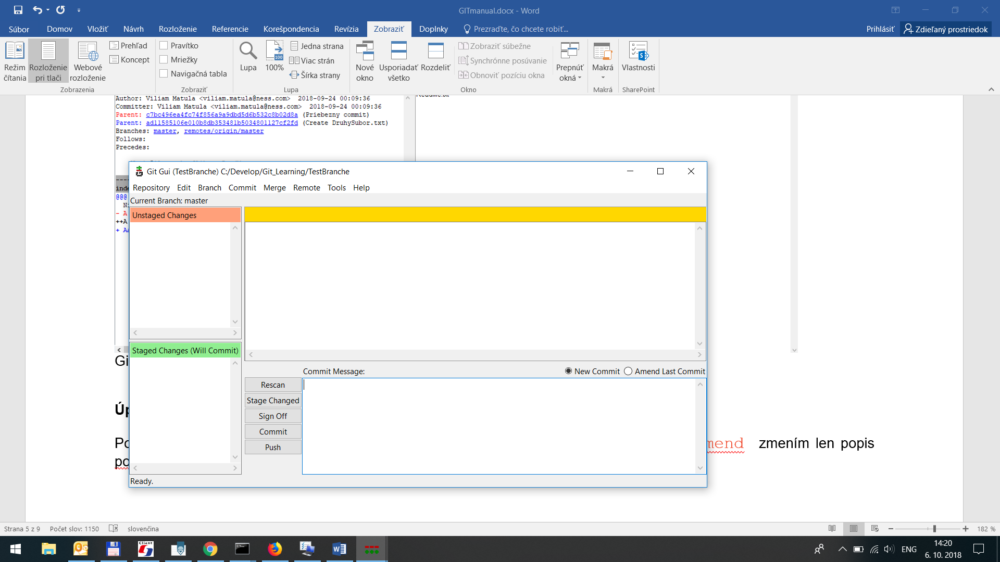 GITmanual.docx - Word
Súbor Domov Vložiť Návrh Rozloženie Referencie Korešpondencia Revízia Zobraziť Doplnky Prezraďte, čo chcete robiť... Prihlásiť Zdieľaný prostriedok
Režim čítania
Rozloženie pri tlači
Webové rozloženie
Prehľad
Koncept
Zobrazenia
Pravítko
Mriežky
Navigačná tabla
Zobraziť
Lupa
100
100%
Jedna strana
Viac strán
Šírka strany
Lupa
Nové okno
Usporiadať všetko
Rozdeliť
Zobraziť súbežne
Synchrónne posúvanie
Obnoviť pozíciu okna
Prepnúť okná
Okno
Makrá
Makrá
Vlastnosti
SharePoint
Author: Viliam Matula <viliam.matula@ness.com> 2018-09-24 00:09:36
Committer: Viliam Matula <viliam.matula@ness.com> 2018-09-24 00:09:36
Parent: c7bc496ea4fc74f856a9a9dbd5d6b532c8b02d8a (Priebezny commit)
Parent: ad11585106e010b8db353481b5034801127cf2fd (Create DruhySubor.txt)
Branches: master, remotes/origin/master
Follows:
Precedes:
Git Gui (TestBranche) C:/Develop/Git_Learning/TestBranche
Repository Edit Branch Commit Merge Remote Tools Help
Current Branch: master
Unstaged Changes
Staged Changes (Will Commit)
Commit Message:
New Commit Amend Last Commit
Rescan
Stage Changed
Sign Off
Commit
Push
Ready.
----
inde
@@@
- A
++A
+ Aa
Gi
Úp
Po
mend zmením len popis
po
Strana 5 z 9 Počet slov: 1150 slovenčina 182 %
Client
ENG
14:20
6. 10. 2018